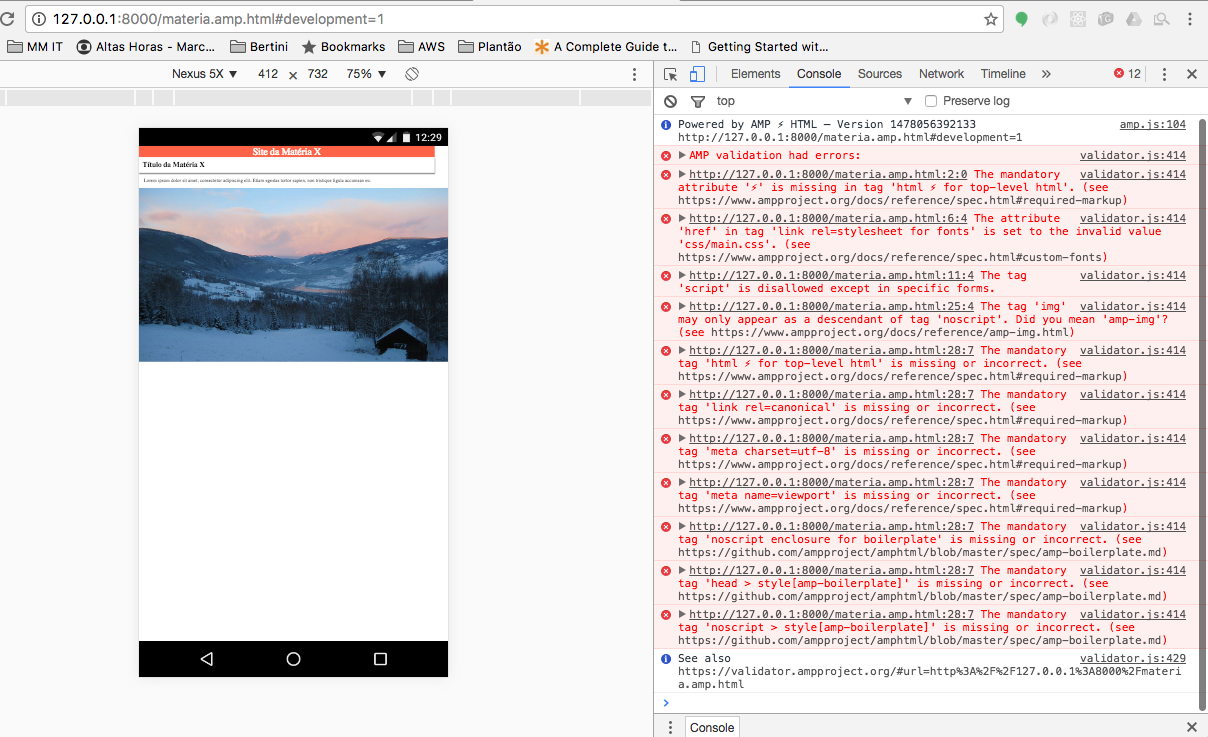 127.0.0.1:8000/materia.amp.html#development=1
MM IT
Altas Horas - Marc...
Bertini
Bookmarks
AWS
Plantão
A Complete Guide t...
Getting Started wit...
Nexus 5X ▼ 412 × 732 75% ▼
Elements Console Sources Network Timeline » 12
top ▼ Preserve log
12:29
Site da Matéria X
Título da Matéria X
Lorem ipsum dolor sit amet, consectetur adipiscing elit. Etiam egestas tortor sapien, non tristique ligula accumsan eu.
Powered by AMP ⚡ HTML – Version 1478056392133 amp.js:104
http://127.0.0.1:8000/materia.amp.html#development=1
AMP validation had errors: validator.js:414
http://127.0.0.1:8000/materia.amp.html:2:0 The mandatory validator.js:414
attribute '⚡' is missing in tag 'html ⚡ for top-level html'. (see
https://www.ampproject.org/docs/reference/spec.html#required-markup)
http://127.0.0.1:8000/materia.amp.html:6:4 The attribute validator.js:414
'href' in tag 'link rel=stylesheet for fonts' is set to the invalid value
'css/main.css'. (see
https://www.ampproject.org/docs/reference/spec.html#custom-fonts)
http://127.0.0.1:8000/materia.amp.html:11:4 The tag validator.js:414
'script' is disallowed except in specific forms.
http://127.0.0.1:8000/materia.amp.html:25:4 The tag 'img' validator.js:414
may only appear as a descendant of tag 'noscript'. Did you mean 'amp-img'?
(see https://www.ampproject.org/docs/reference/amp-img.html)
http://127.0.0.1:8000/materia.amp.html:28:7 The mandatory validator.js:414
tag 'html ⚡ for top-level html' is missing or incorrect. (see
https://www.ampproject.org/docs/reference/spec.html#required-markup)
http://127.0.0.1:8000/materia.amp.html:28:7 The mandatory validator.js:414
tag 'link rel=canonical' is missing or incorrect. (see
https://www.ampproject.org/docs/reference/spec.html#required-markup)
http://127.0.0.1:8000/materia.amp.html:28:7 The mandatory validator.js:414
tag 'meta charset=utf-8' is missing or incorrect. (see
https://www.ampproject.org/docs/reference/spec.html#required-markup)
http://127.0.0.1:8000/materia.amp.html:28:7 The mandatory validator.js:414
tag 'meta name=viewport' is missing or incorrect. (see
https://www.ampproject.org/docs/reference/spec.html#required-markup)
http://127.0.0.1:8000/materia.amp.html:28:7 The mandatory validator.js:414
tag 'noscript enclosure for boilerplate' is missing or incorrect. (see
https://github.com/ampproject/amphtml/blob/master/spec/amp-boilerplate.md)
http://127.0.0.1:8000/materia.amp.html:28:7 The mandatory validator.js:414
tag 'head > style[amp-boilerplate]' is missing or incorrect. (see
https://github.com/ampproject/amphtml/blob/master/spec/amp-boilerplate.md)
http://127.0.0.1:8000/materia.amp.html:28:7 The mandatory validator.js:414
tag 'noscript > style[amp-boilerplate]' is missing or incorrect. (see
https://github.com/ampproject/amphtml/blob/master/spec/amp-boilerplate.md)
See also validator.js:429
https://validator.ampproject.org/#url=http%3A%2F%2F127.0.0.1%3A8000%2Fmateri
a.amp.html
Console